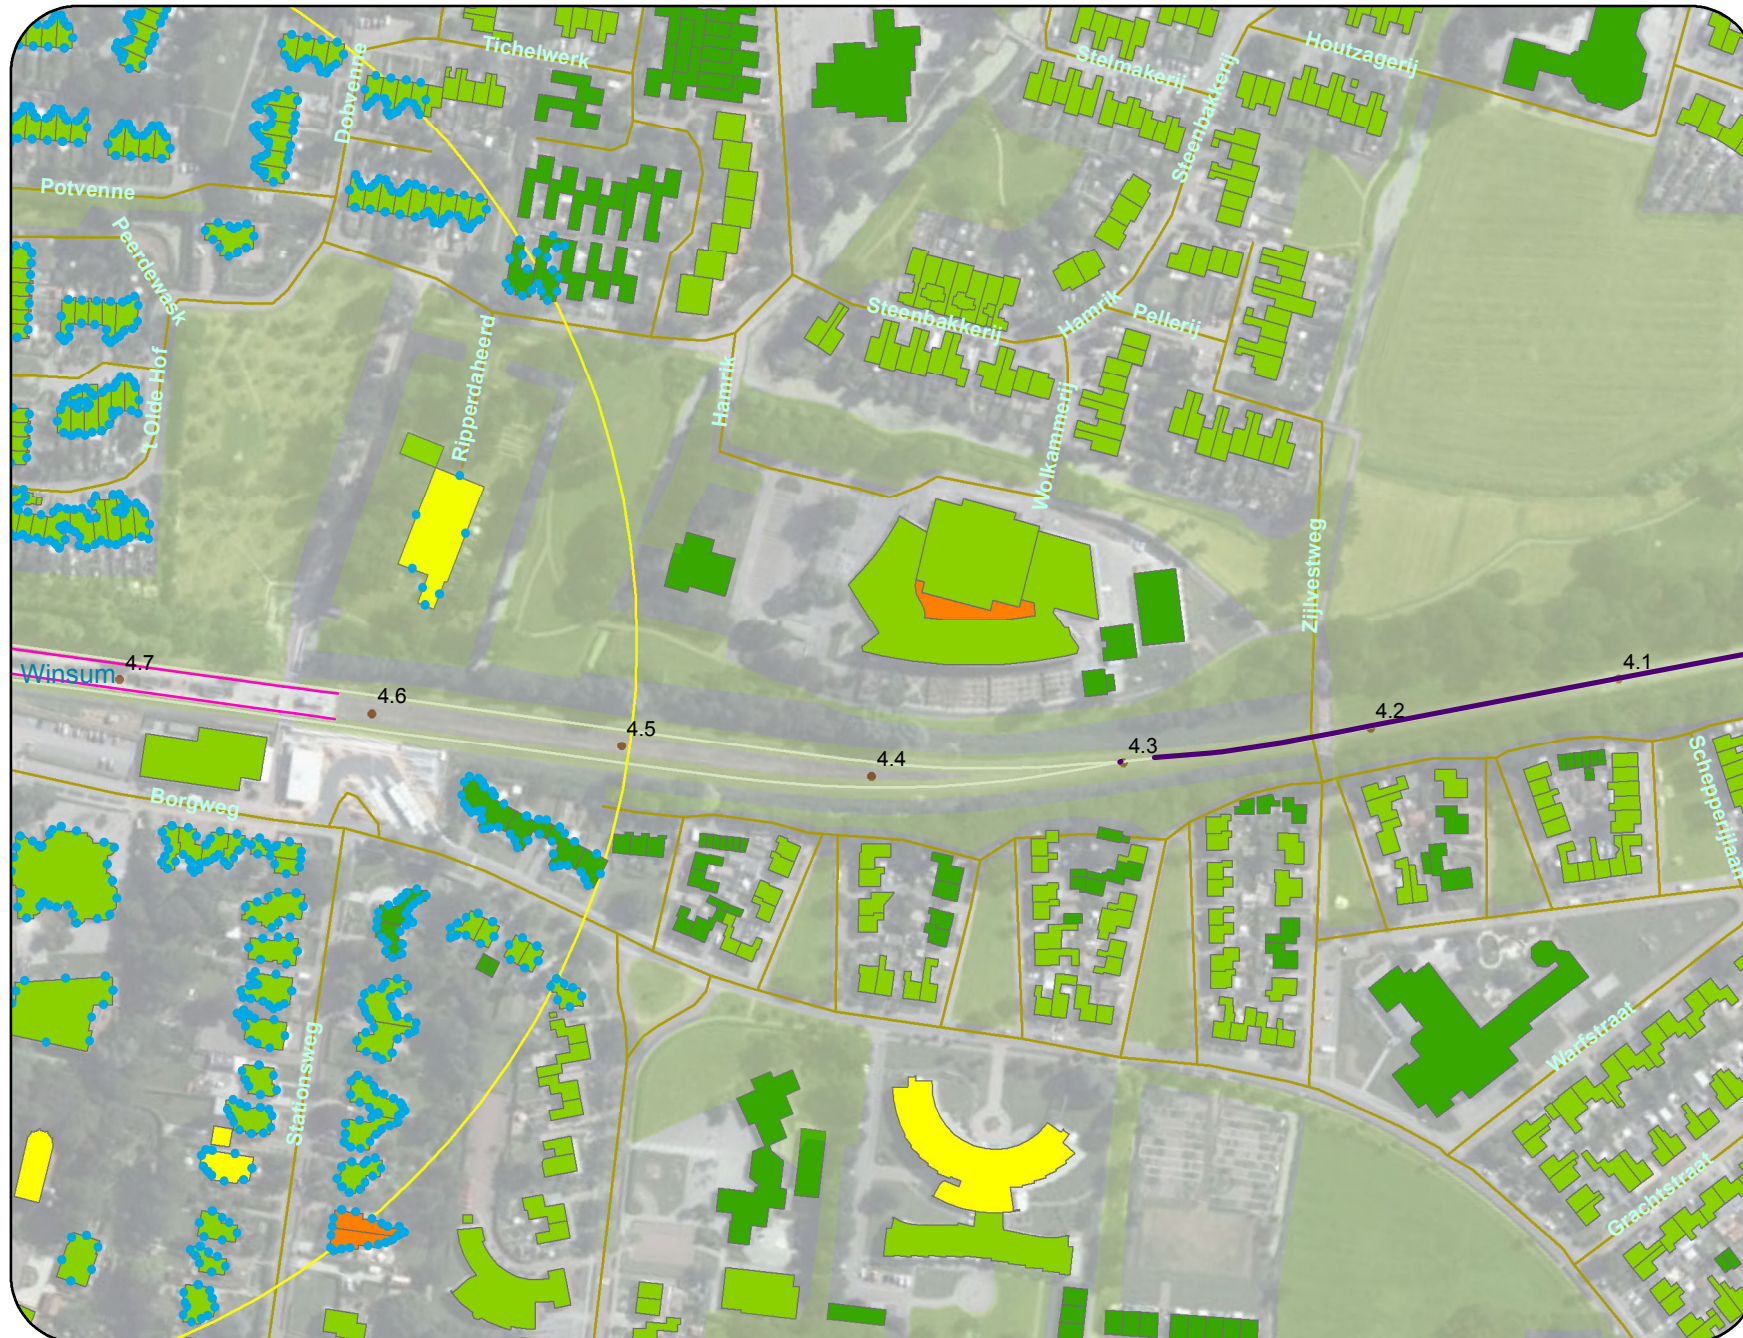 Tichelwerk
Stelmakerij
Houtzagerij
Dobvenne
Steenbakkerij
Potvenne
Peerdewask
Steenbakkerij
Hamrik
Pellerij
Ripperdaheerd
't Olde Hof
Hamrik
Wolkammerij
Zijlvestweg
Winsum
4.7
4.6
4.5
4.4
4.3
4.2
4.1
Borgweg
Schepperijlaan
Stationsweg
Warfstraat
Grachtstraat